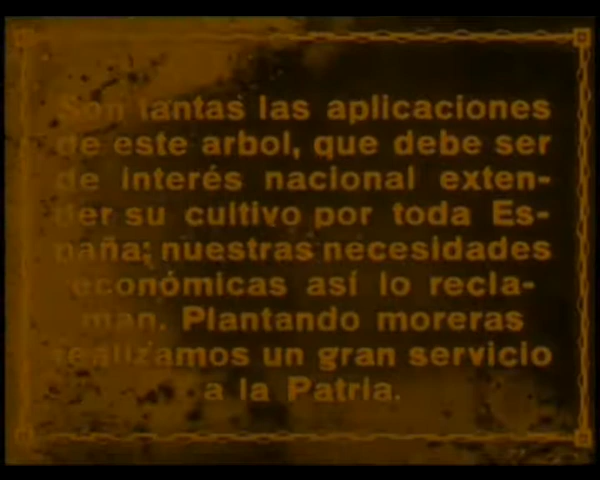 Son tantas las aplicaciones
de este arbol, que debe ser
de interés nacional exten-
der su cultivo por toda Es-
paña; nuestras necesidades
económicas así lo recla-
man. Plantando moreras
realizamos un gran servicio
a la Patria.